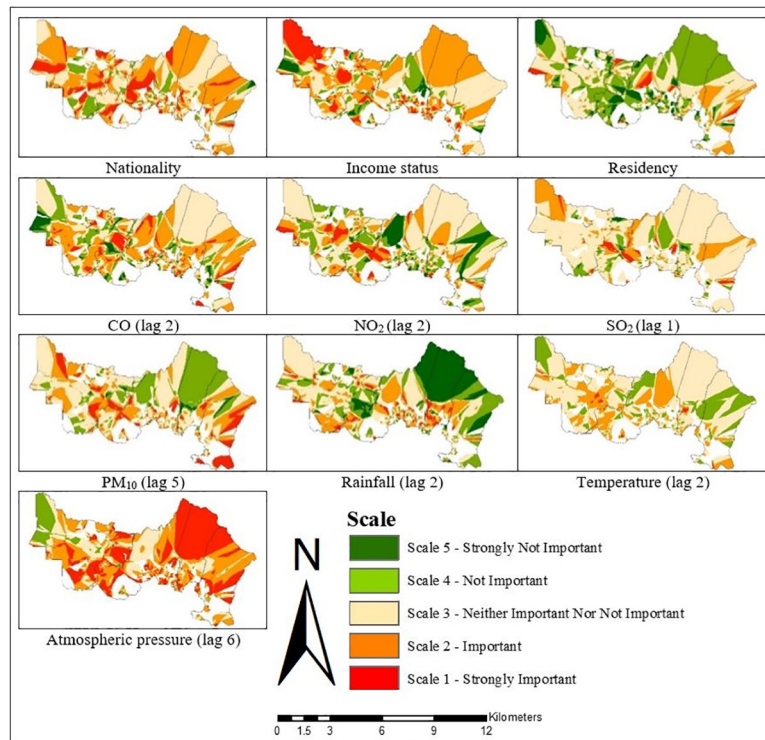 Nationality
Income status
Residency
CO (lag 2)
NO₂ (lag 2)
SO₂ (lag 1)
PM₁₀ (lag 5)
Rainfall (lag 2)
Temperature (lag 2)
Atmospheric pressure (lag 6)
N
Scale
Scale 5 - Strongly Not Important
Scale 4 - Not Important
Scale 3 - Neither Important Nor Not Important
Scale 2 - Important
Scale 1 - Strongly Important
Kilometers
0 1.5 3 6 9 12